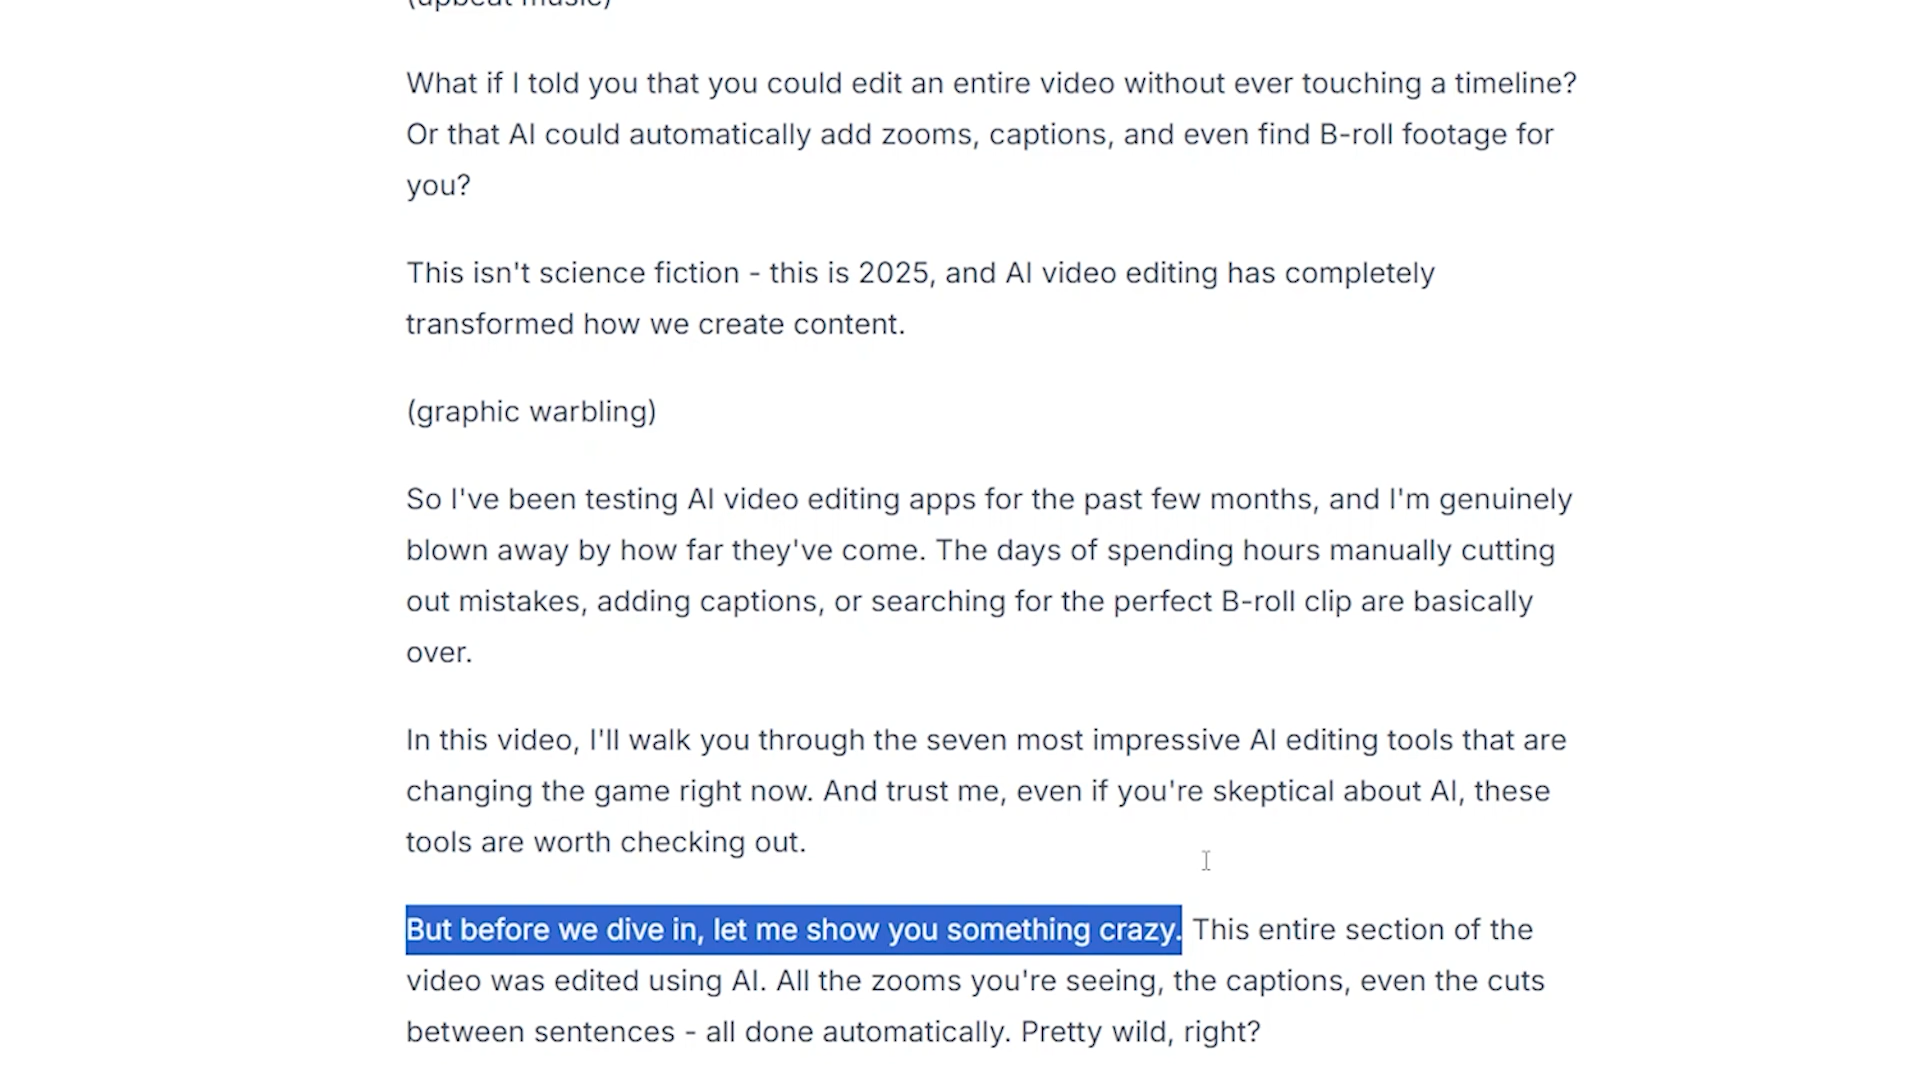 (upbeat music)
What if I told you that you could edit an entire video without ever touching a timeline?
Or that AI could automatically add zooms, captions, and even find B-roll footage for
you?
This isn't science fiction - this is 2025, and AI video editing has completely
transformed how we create content.
(graphic warbling)
So I've been testing AI video editing apps for the past few months, and I'm genuinely
blown away by how far they've come. The days of spending hours manually cutting
out mistakes, adding captions, or searching for the perfect B-roll clip are basically
over.
In this video, I'll walk you through the seven most impressive AI editing tools that are
changing the game right now. And trust me, even if you're skeptical about AI, these
tools are worth checking out.
But before we dive in, let me show you something crazy. This entire section of the
video was edited using AI. All the zooms you're seeing, the captions, even the cuts
between sentences - all done automatically. Pretty wild, right?